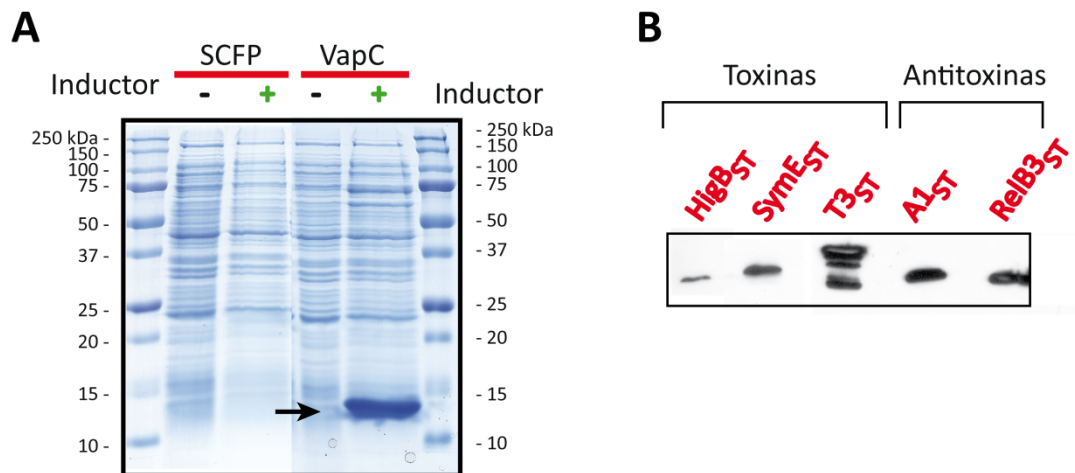 A
SCFP VapC
Inductor - + - + Inductor
250 kDa - - 250 kDa
150 - - 150
100 - - 100
75 - - 75
50 - - 50
37 - - 37
25 - - 25
20 - - 20
15 - - 15
10 - - 10
B
Toxinas Antitoxinas
HigBST SymEST T3ST A1ST RelB3ST